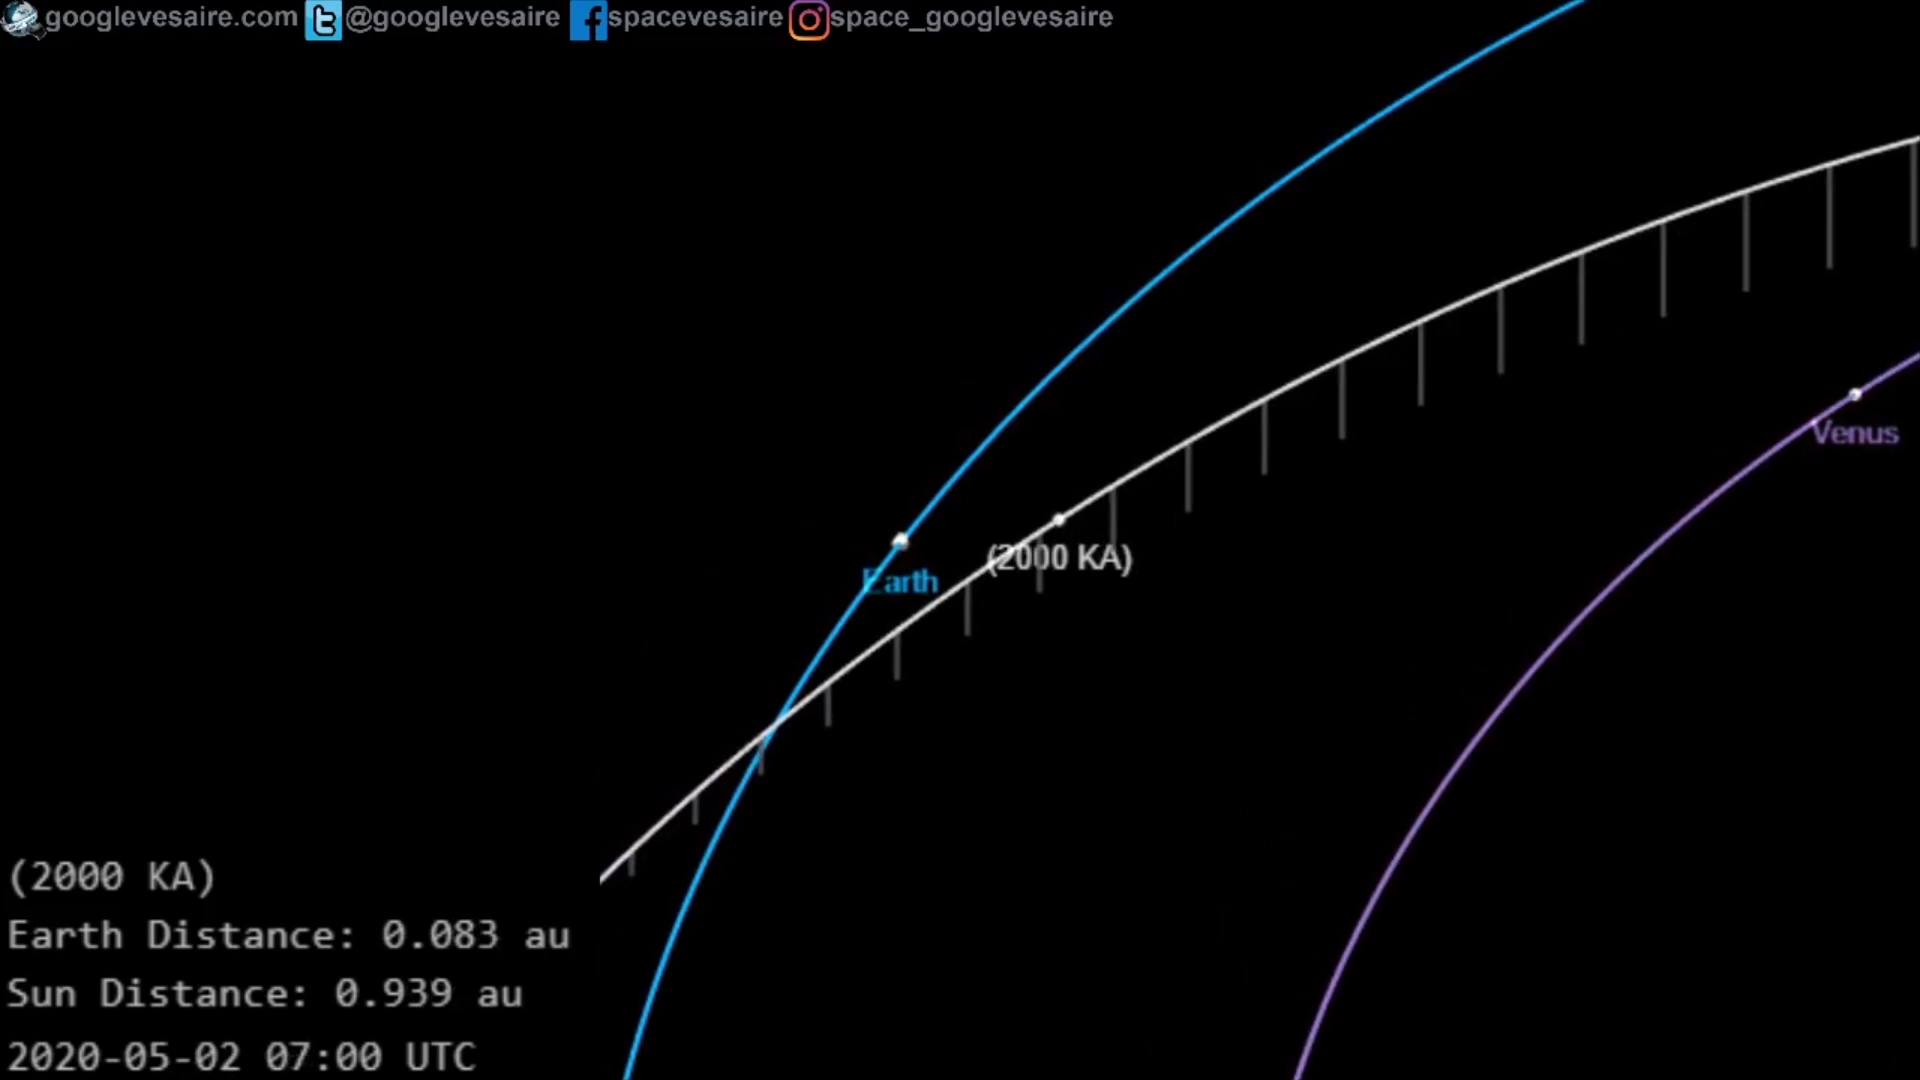 googlevesaire.com @googlevesaire spacevesaire space_googlevesaire
Venus
(2000 KA)
Earth
(2000 KA)
Earth Distance: 0.083 au
Sun Distance: 0.939 au
2020-05-02 07:00 UTC